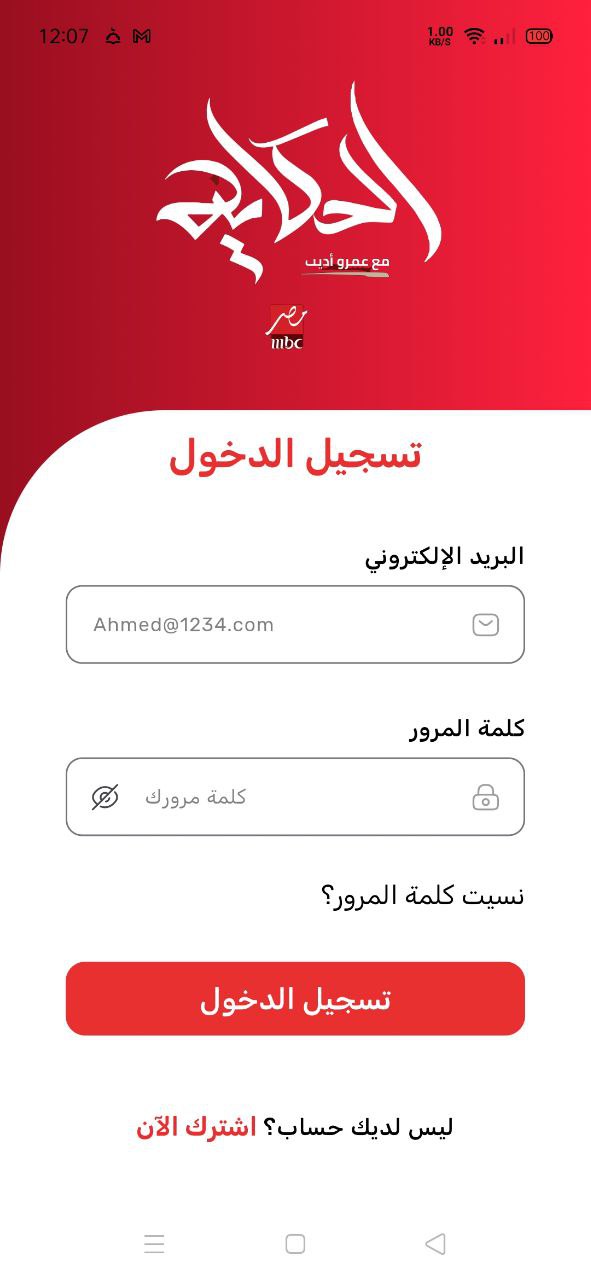 12:07
1.00
KB/S
100
الحكاية
مع عمرو أديب
مصر
mbc
تسجيل الدخول
البريد الإلكتروني
Ahmed@1234.com
كلمة المرور
كلمة مرورك
نسيت كلمة المرور؟
تسجيل الدخول
ليس لديك حساب؟ اشترك الآن